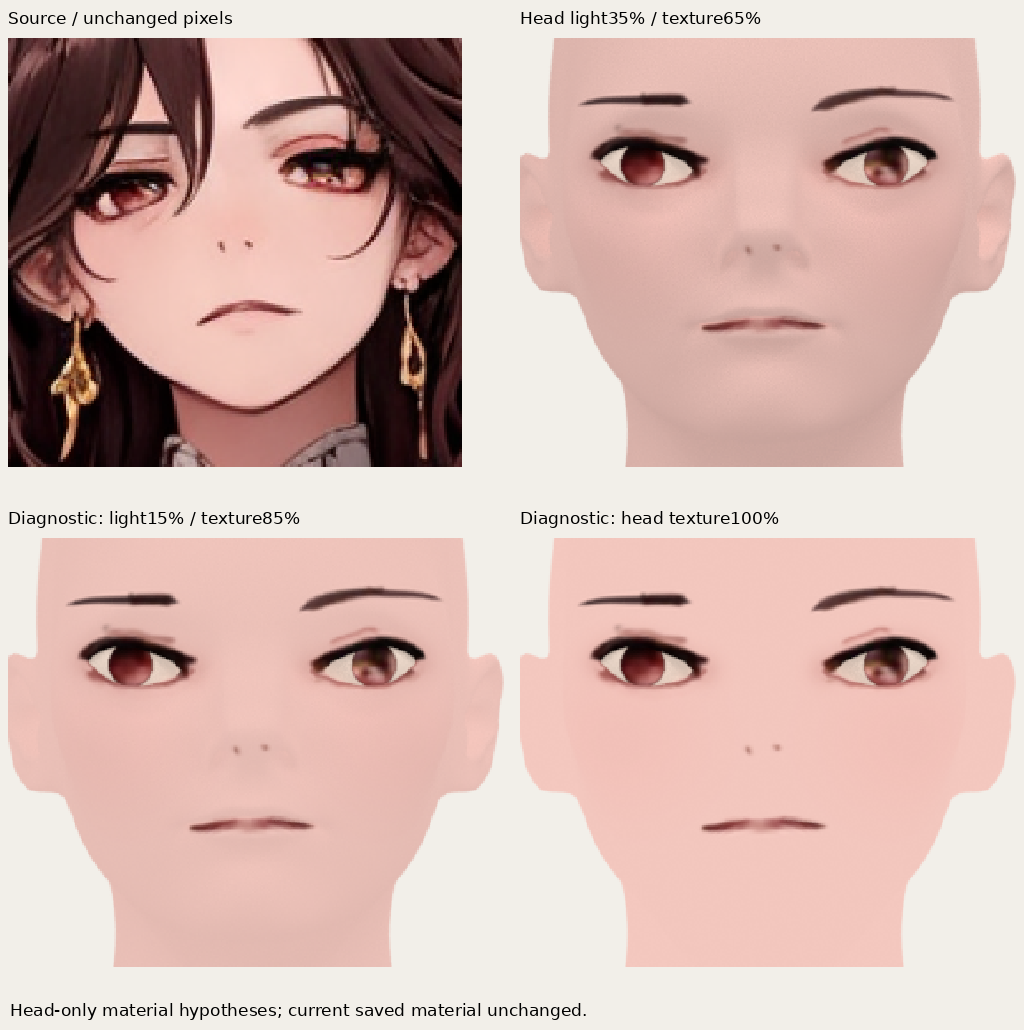 Source / unchanged pixels
Head light35% / texture65%
Diagnostic: light15% / texture85%
Diagnostic: head texture100%
Head-only material hypotheses; current saved material unchanged.